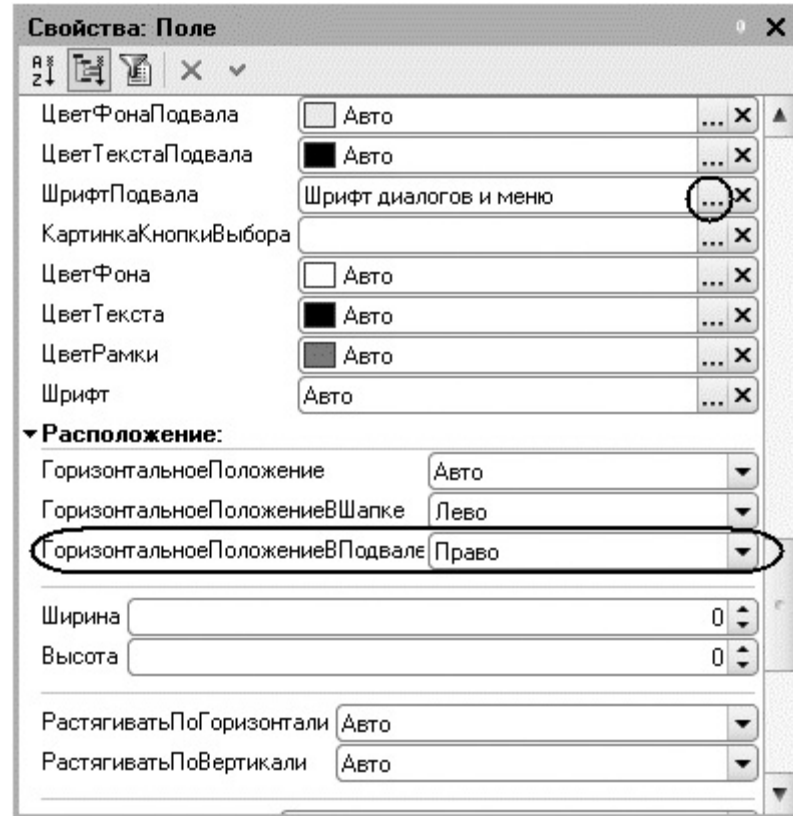 Свойства: Поле
ЦветФонаПодвала Авто ...
ЦветТекстаПодвала Авто ...
ШрифтПодвала Шрифт диалогов и меню ...
КартинкаКнопкиВыбора ...
ЦветФона Авто ...
ЦветТекста Авто ...
ЦветРамки Авто ...
Шрифт Авто ...
Расположение:
ГоризонтальноеПоложение Авто
ГоризонтальноеПоложениеВШапке Лево
ГоризонтальноеПоложениеВПодвале Право
Ширина 0
Высота 0
РастягиватьПоГоризонтали Авто
РастягиватьПоВертикали Авто